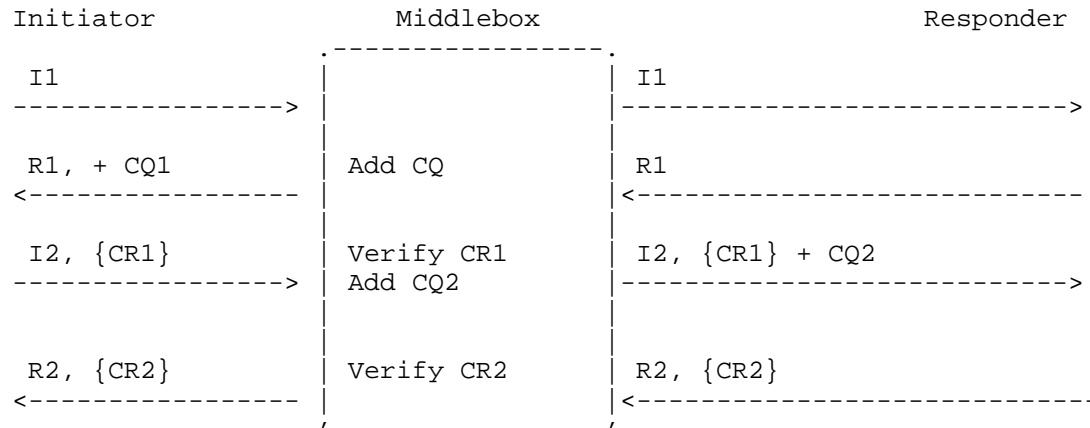 Initiator Middlebox Responder
I1 I1
R1, + CQ1 Add CQ R1
I2, {CR1} Verify CR1 I2, {CR1} + CQ2
Add CQ2
R2, {CR2} Verify CR2 R2, {CR2}